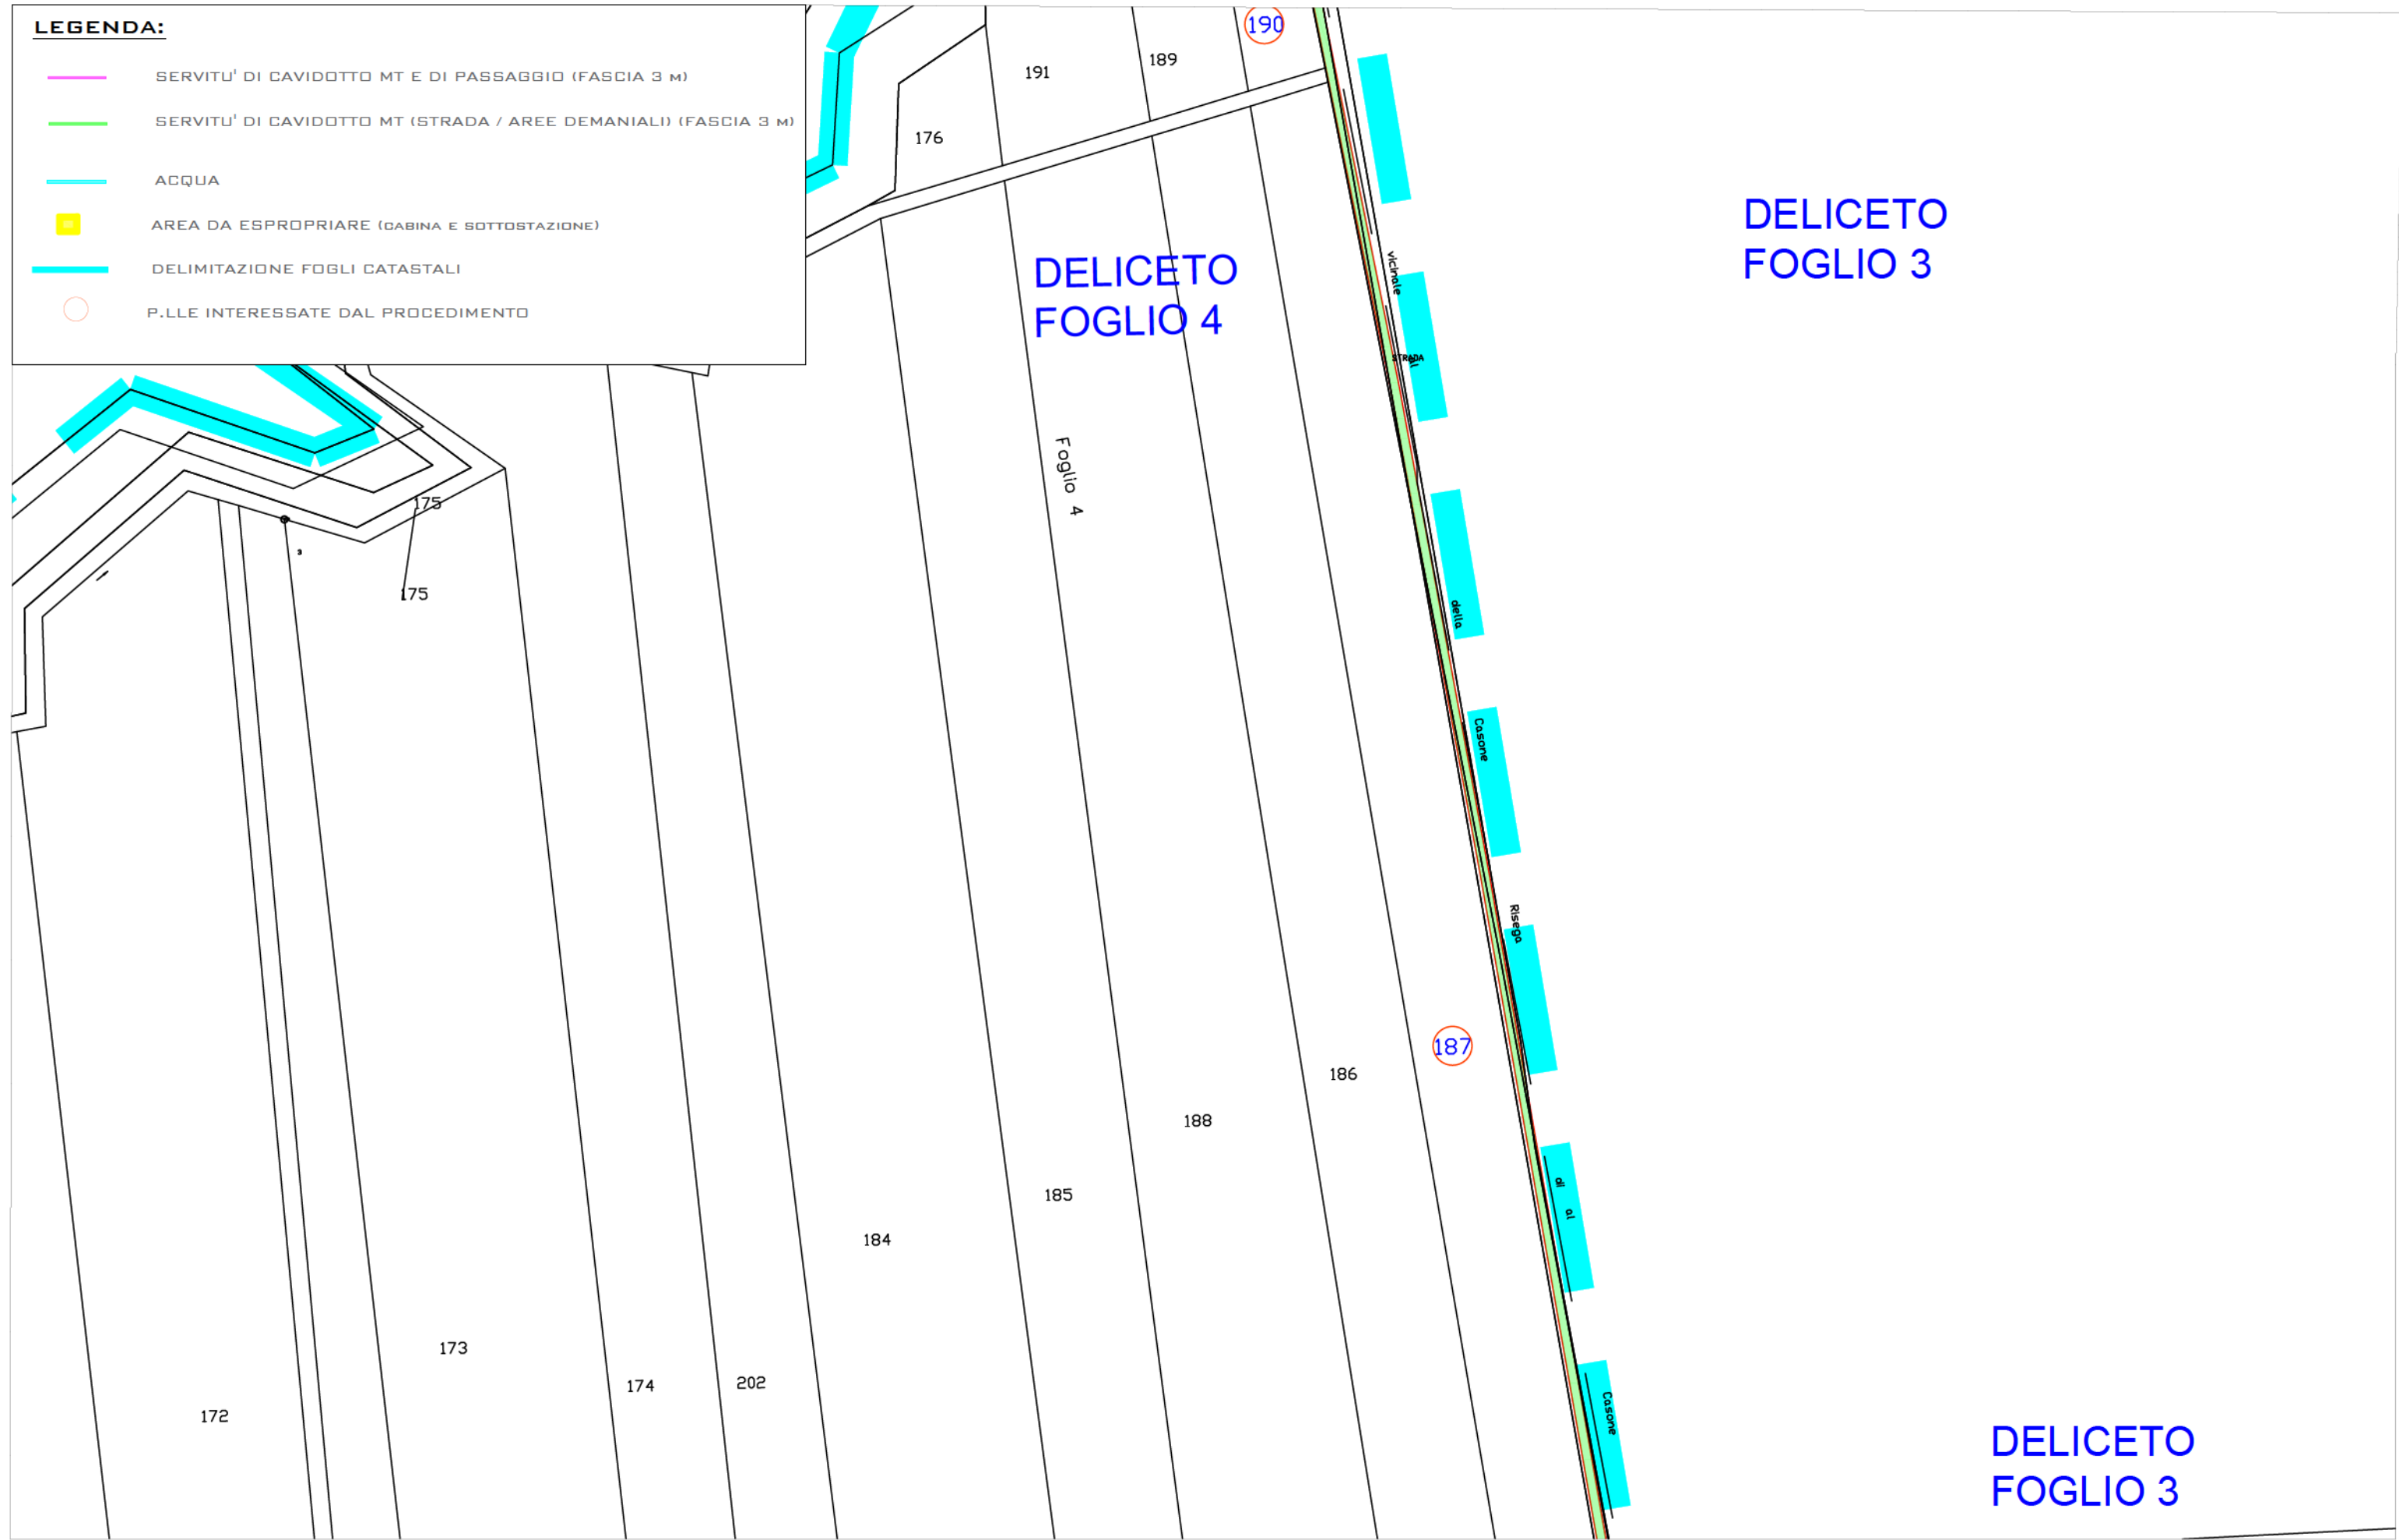 LEGENDA:
SERVITU' DI CAVIDOTTO MT E DI PASSAGGIO (FASCIA 3 M)
SERVITU' DI CAVIDOTTO MT (STRADA / AREE DEMANIALI) (FASCIA 3 M)
ACQUA
AREA DA ESPROPRIARE (CABINA E SOTTOSTAZIONE)
DELIMITAZIONE FOGLI CATASTALI
P.LLE INTERESSATE DAL PROCEDIMENTO
190
189
191
176
DELICETO
FOGLIO 3
DELICETO
FOGLIO 4
vicinale
STRADA
Foglio 4
175
3
175
della
Casone
Risega
187
186
188
185
184
173
174
202
172
di
al
Casone
DELICETO
FOGLIO 3